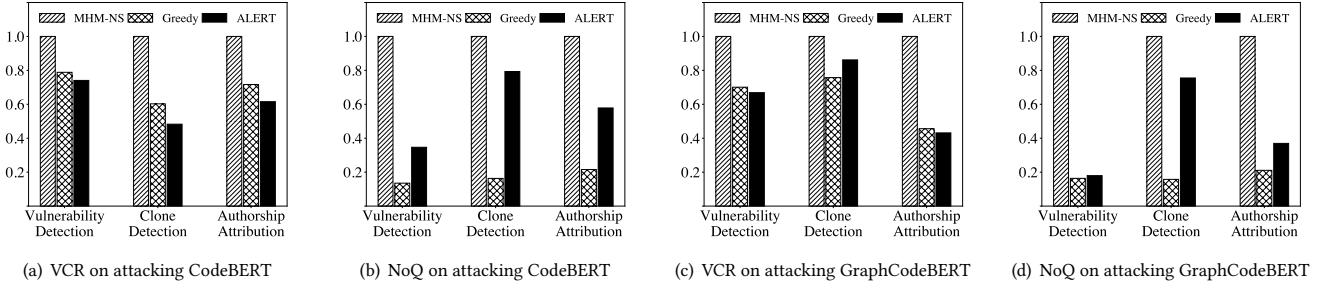 MHM-NS Greedy ALERT
1.0
0.8
0.6
0.4
0.2
Vulnerability Clone Authorship
Detection Detection Attribution
(a) VCR on attacking CodeBERT
MHM-NS Greedy ALERT
1.0
0.8
0.6
0.4
0.2
Vulnerability Clone Authorship
Detection Detection Attribution
(b) NoQ on attacking CodeBERT
MHM-NS Greedy ALERT
1.0
0.8
0.6
0.4
0.2
Vulnerability Clone Authorship
Detection Detection Attribution
(c) VCR on attacking GraphCodeBERT
MHM-NS Greedy ALERT
1.0
0.8
0.6
0.4
0.2
Vulnerability Clone Authorship
Detection Detection Attribution
(d) NoQ on attacking GraphCodeBERT